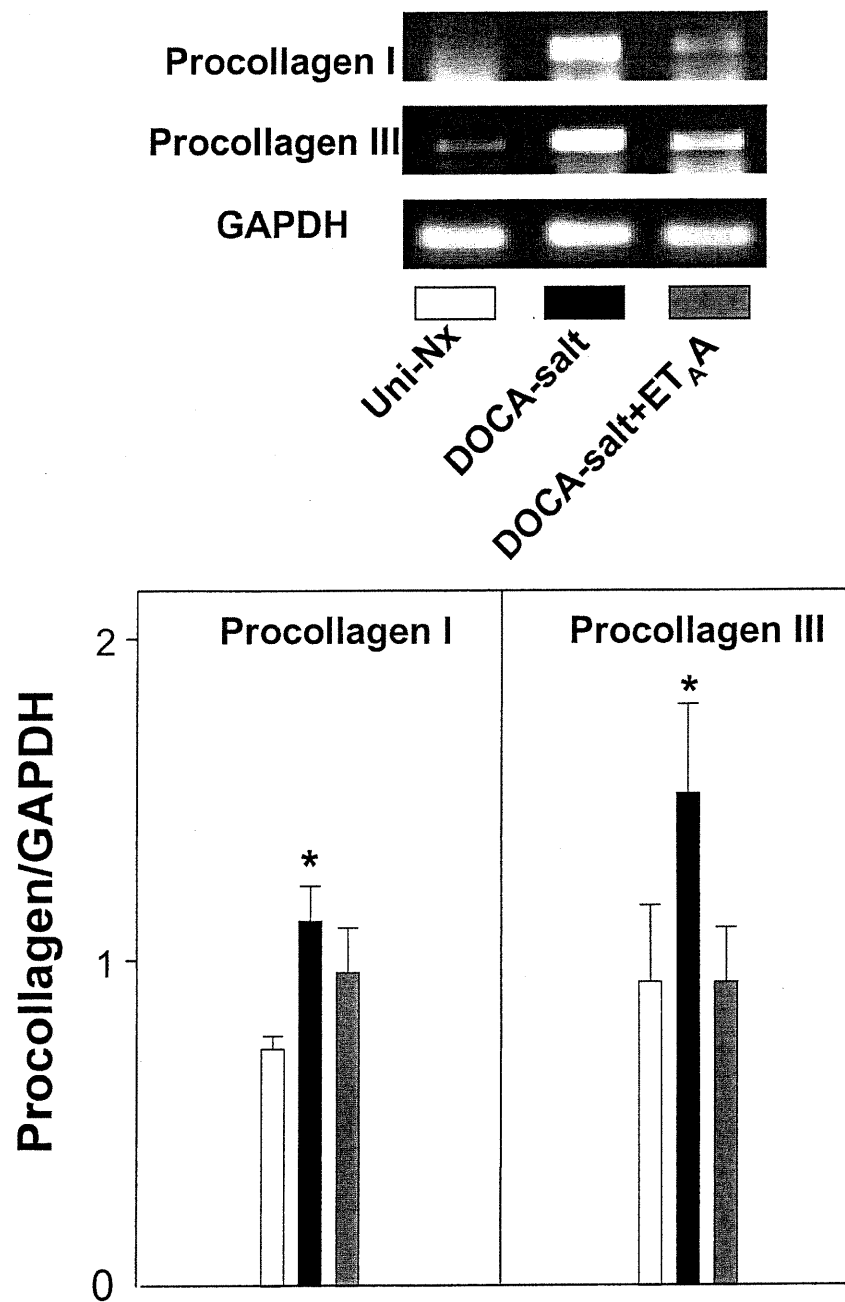 Procollagen I
Procollagen III
GAPDH
Uni-Nx
DOCA-salt
DOCA-salt+ETAA
Procollagen I
Procollagen III
2
*
*
1
0
Procollagen/GAPDH